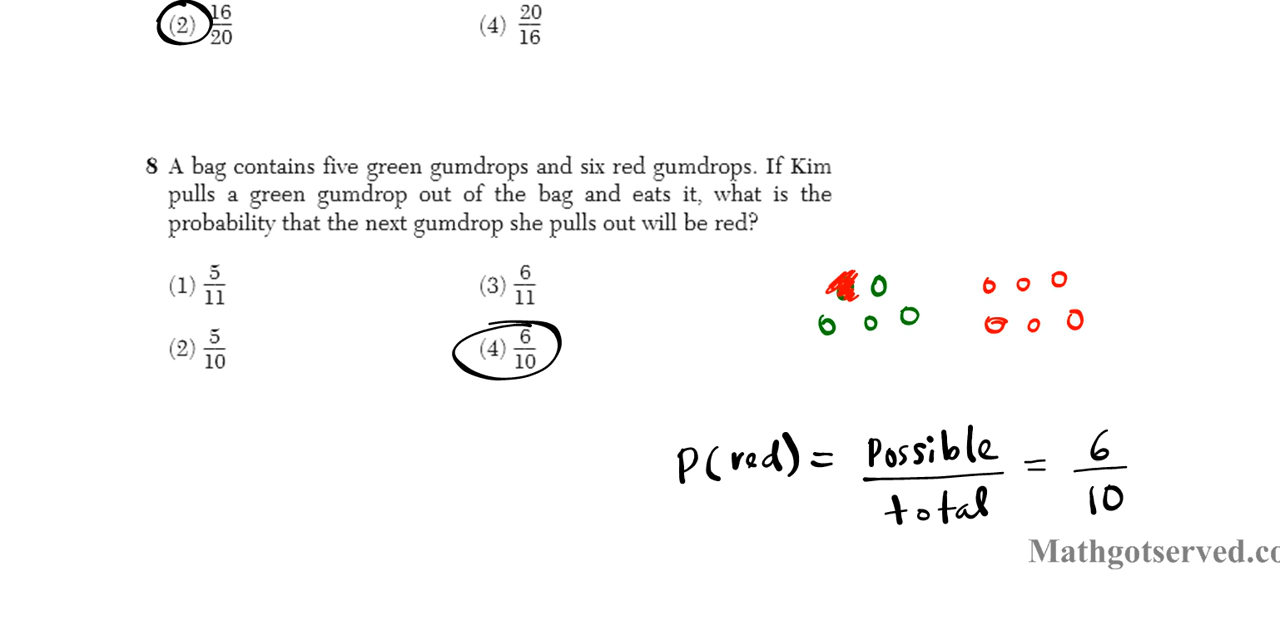 (2) 16/20 (4) 20/16
8 A bag contains five green gumdrops and six red gumdrops. If Kim
pulls a green gumdrop out of the bag and eats it, what is the
probability that the next gumdrop she pulls out will be red?
(1) 5/11 (3) 6/11
(2) 5/10 (4) 6/10
P(red) = Possible/total = 6/10
Mathgotserved.co